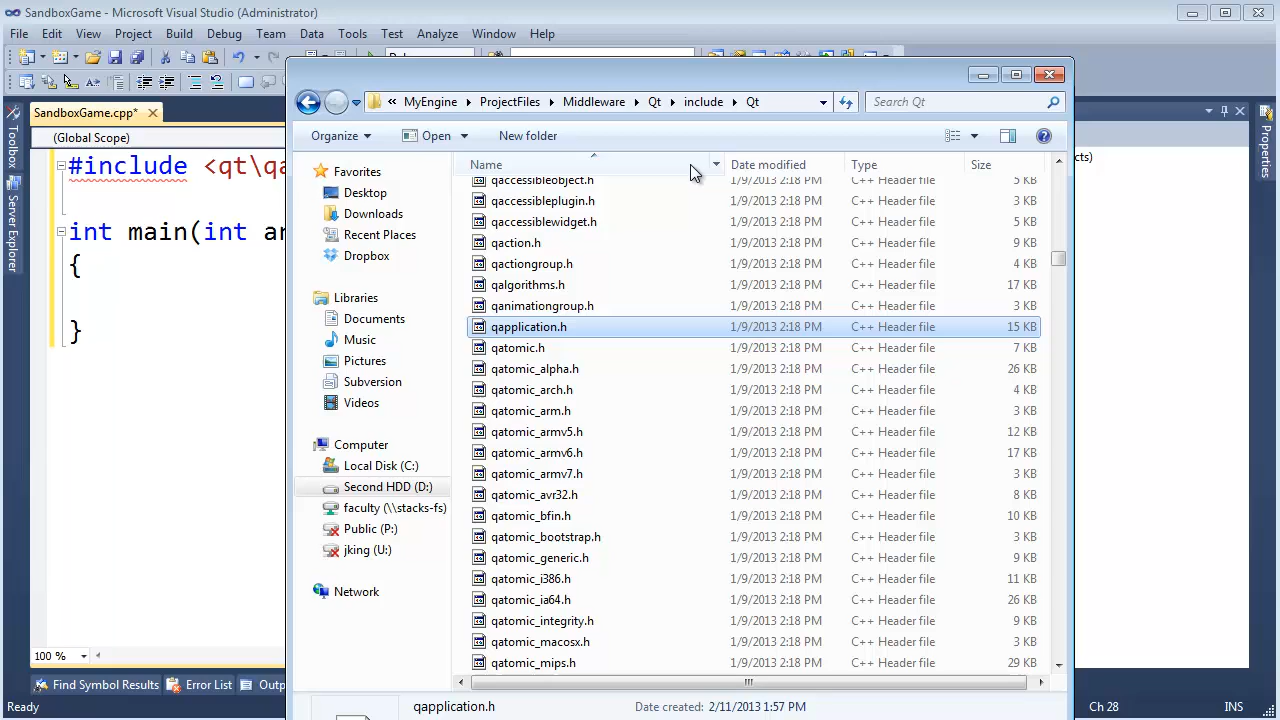 SandboxGame - Microsoft Visual Studio (Administrator)
File Edit View Project Build Debug Team Data Tools Test Analyze Window Help
MyEngine ProjectFiles Middleware Qt include Qt
Search Qt
SandboxGame.cpp*
Organize Open New folder
(Global Scope)
Toolbox
Server Explorer
Properties
#include <qt\qa
int main(int ar
{
}
Favorites
Desktop
Downloads
Recent Places
Dropbox
Libraries
Documents
Music
Pictures
Subversion
Videos
Computer
Local Disk (C:)
Second HDD (D:)
faculty (\\stacks-fs)
Public (P:)
jking (U:)
Network
Name Date modified Type Size
qaccessibleobject.h 1/9/2013 2:18 PM C++ Header file 5 KB
qaccessibleplugin.h 1/9/2013 2:18 PM C++ Header file 3 KB
qaccessiblewidget.h 1/9/2013 2:18 PM C++ Header file 5 KB
qaction.h 1/9/2013 2:18 PM C++ Header file 9 KB
qactiongroup.h 1/9/2013 2:18 PM C++ Header file 4 KB
qalgorithms.h 1/9/2013 2:18 PM C++ Header file 17 KB
qanimationgroup.h 1/9/2013 2:18 PM C++ Header file 3 KB
qapplication.h 1/9/2013 2:18 PM C++ Header file 15 KB
qatomic.h 1/9/2013 2:18 PM C++ Header file 7 KB
qatomic_alpha.h 1/9/2013 2:18 PM C++ Header file 26 KB
qatomic_arch.h 1/9/2013 2:18 PM C++ Header file 4 KB
qatomic_arm.h 1/9/2013 2:18 PM C++ Header file 3 KB
qatomic_armv5.h 1/9/2013 2:18 PM C++ Header file 12 KB
qatomic_armv6.h 1/9/2013 2:18 PM C++ Header file 17 KB
qatomic_armv7.h 1/9/2013 2:18 PM C++ Header file 3 KB
qatomic_avr32.h 1/9/2013 2:18 PM C++ Header file 8 KB
qatomic_bfin.h 1/9/2013 2:18 PM C++ Header file 10 KB
qatomic_bootstrap.h 1/9/2013 2:18 PM C++ Header file 3 KB
qatomic_generic.h 1/9/2013 2:18 PM C++ Header file 9 KB
qatomic_i386.h 1/9/2013 2:18 PM C++ Header file 11 KB
qatomic_ia64.h 1/9/2013 2:18 PM C++ Header file 26 KB
qatomic_integrity.h 1/9/2013 2:18 PM C++ Header file 9 KB
qatomic_macosx.h 1/9/2013 2:18 PM C++ Header file 3 KB
qatomic_mips.h 1/9/2013 2:18 PM C++ Header file 29 KB
cts)
100 %
Find Symbol Results Error List Outp
qapplication.h Date created: 2/11/2013 1:57 PM
Ready Ch 28 INS